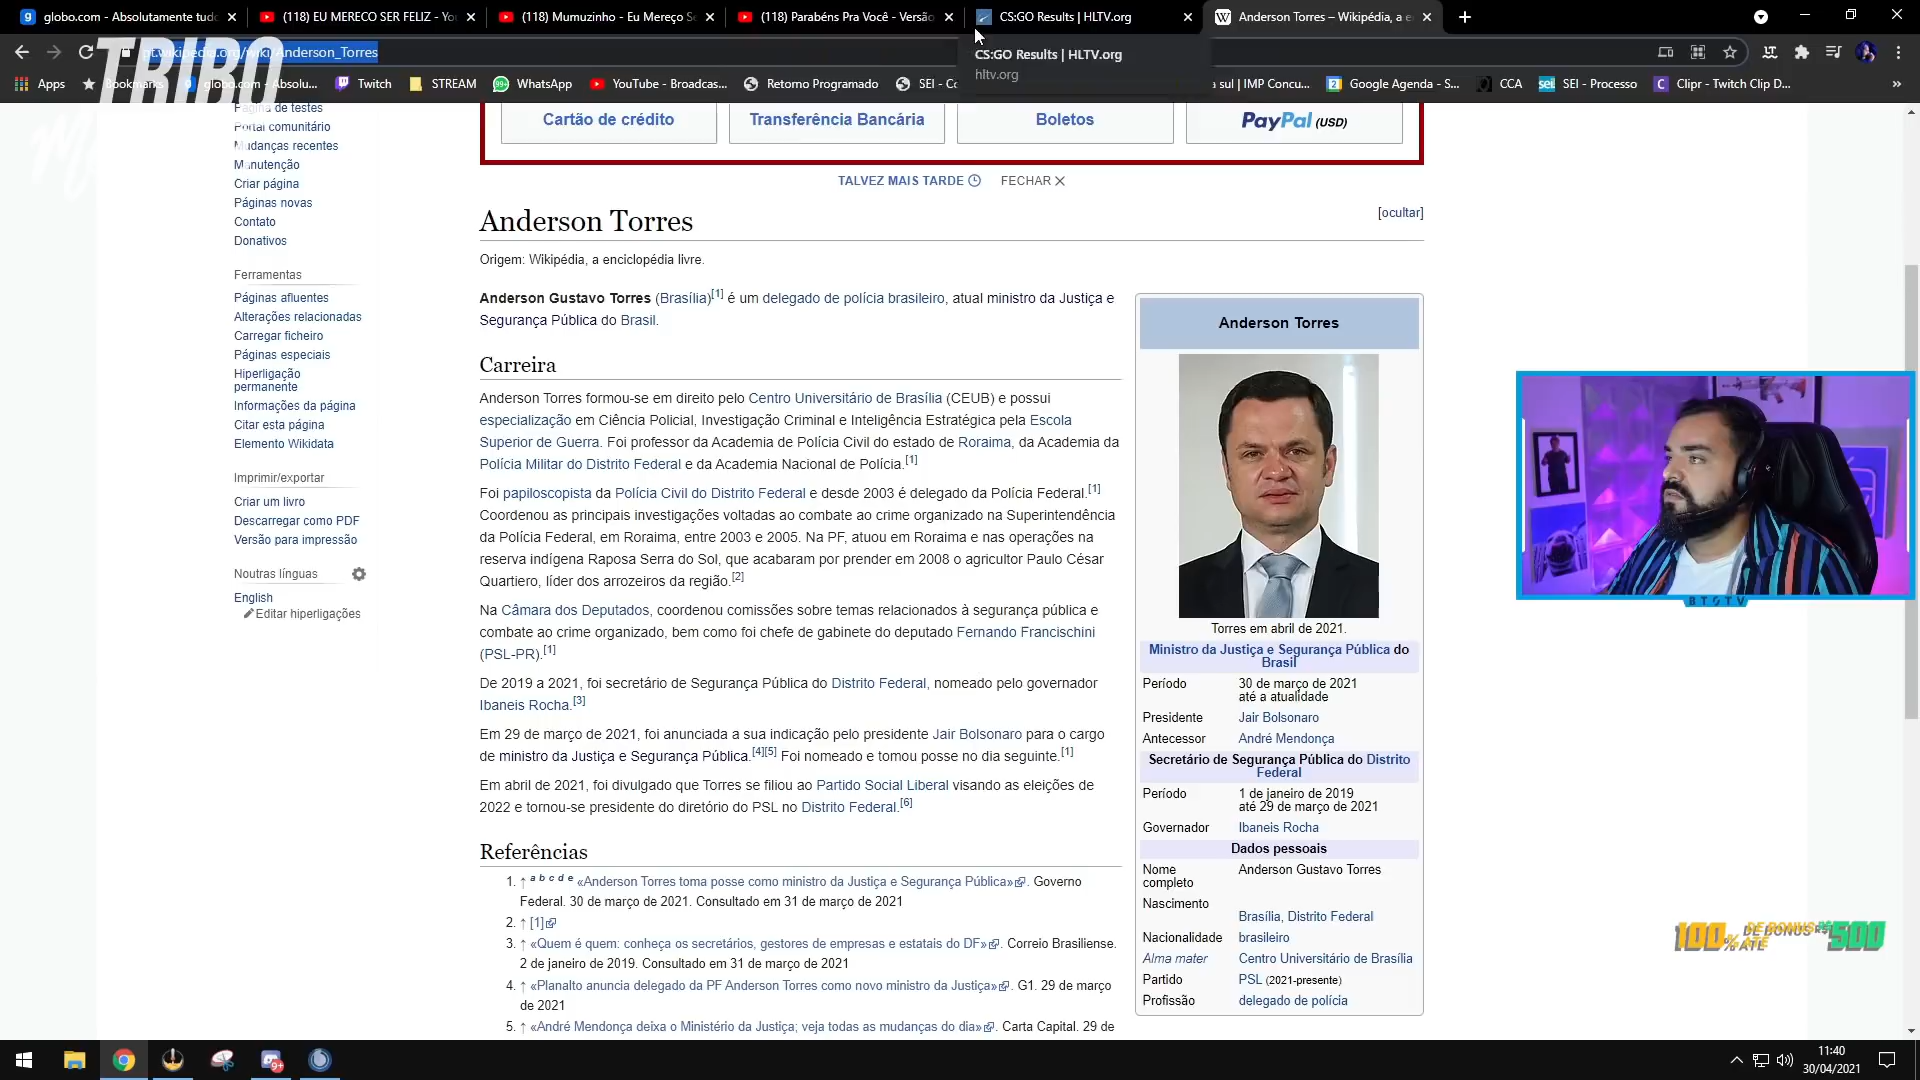 globo.com - Absolutamente tudo
(118) EU MERECO SER FELIZ - Yo
(118) Mumuzinho - Eu Mereço Se
(118) Parabéns Pra Você - Versão
CS:GO Results | HLTV.org
Anderson Torres – Wikipédia, a e
pt.wikipedia.org/wiki/Anderson_Torres
CS:GO Results | HLTV.org
hltv.org
TRIBO
Apps
Bookmarks
globo.com - Absolu...
Twitch
STREAM
WhatsApp
YouTube - Broadcas...
Retorno Programado
SEI - Co
a sul | IMP Concu...
Google Agenda - S...
CCA
SEI - Processo
Clipr - Twitch Clip D...
Página de testes
Portal comunitário
Mudanças recentes
Manutenção
Criar página
Páginas novas
Contato
Donativos
Ferramentas
Páginas afluentes
Alterações relacionadas
Carregar ficheiro
Páginas especiais
Hiperligação
permanente
Informações da página
Citar esta página
Elemento Wikidata
Imprimir/exportar
Criar um livro
Descarregar como PDF
Versão para impressão
Noutras línguas
English
Editar hiperligações
Cartão de crédito
Transferência Bancária
Boletos
PayPal (USD)
TALVEZ MAIS TARDE
FECHAR
Anderson Torres
[ocultar]
Origem: Wikipédia, a enciclopédia livre.
Anderson Gustavo Torres (Brasília)[1] é um delegado de polícia brasileiro, atual ministro da Justiça e
Segurança Pública do Brasil.
Carreira
Anderson Torres formou-se em direito pelo Centro Universitário de Brasília (CEUB) e possui
especialização em Ciência Policial, Investigação Criminal e Inteligência Estratégica pela Escola
Superior de Guerra. Foi professor da Academia de Polícia Civil do estado de Roraima, da Academia da
Polícia Militar do Distrito Federal e da Academia Nacional de Polícia.[1]
Foi papiloscopista da Polícia Civil do Distrito Federal e desde 2003 é delegado da Polícia Federal.[1]
Coordenou as principais investigações voltadas ao combate ao crime organizado na Superintendência
da Polícia Federal, em Roraima, entre 2003 e 2005. Na PF, atuou em Roraima e nas operações na
reserva indígena Raposa Serra do Sol, que acabaram por prender em 2008 o agricultor Paulo César
Quartiero, líder dos arrozeiros da região.[2]
Na Câmara dos Deputados, coordenou comissões sobre temas relacionados à segurança pública e
combate ao crime organizado, bem como foi chefe de gabinete do deputado Fernando Francischini
(PSL-PR).[1]
De 2019 a 2021, foi secretário de Segurança Pública do Distrito Federal, nomeado pelo governador
Ibaneis Rocha.[3]
Em 29 de março de 2021, foi anunciada a sua indicação pelo presidente Jair Bolsonaro para o cargo
de ministro da Justiça e Segurança Pública.[4][5] Foi nomeado e tomou posse no dia seguinte.[1]
Em abril de 2021, foi divulgado que Torres se filiou ao Partido Social Liberal visando as eleições de
2022 e tornou-se presidente do diretório do PSL no Distrito Federal.[6]
Referências
1. ↑ a b c d e «Anderson Torres toma posse como ministro da Justiça e Segurança Pública». Governo
Federal. 30 de março de 2021. Consultado em 31 de março de 2021
2. ↑ [1]
3. ↑ «Quem é quem: conheça os secretários, gestores de empresas e estatais do DF». Correio Brasiliense.
2 de janeiro de 2019. Consultado em 31 de março de 2021
4. ↑ «Planalto anuncia delegado da PF Anderson Torres como novo ministro da Justiça». G1. 29 de março
de 2021
5. ↑ «André Mendonça deixa o Ministério da Justiça; veja todas as mudanças do dia». Carta Capital. 29 de
Anderson Torres
Torres em abril de 2021.
Ministro da Justiça e Segurança Pública do
Brasil
Período 30 de março de 2021
até a atualidade
Presidente Jair Bolsonaro
Antecessor André Mendonça
Secretário de Segurança Pública do Distrito
Federal
Período 1 de janeiro de 2019
até 29 de março de 2021
Governador Ibaneis Rocha
Dados pessoais
Nome Anderson Gustavo Torres
completo
Nascimento
Brasília, Distrito Federal
Nacionalidade brasileiro
Alma mater Centro Universitário de Brasília
Partido PSL (2021-presente)
Profissão delegado de polícia
BTOTV
100% DE BONUS ATÉ R$ 500
11:40
30/04/2021